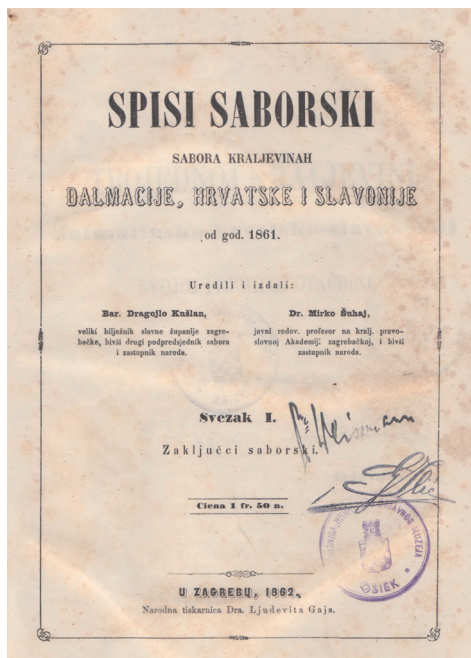 SPISI SABORSKI
SABORA KRALJEVINAH
DALMACIJE, HRVATSKE I SLAVONIJE
od god. 1861.
Uredili i izdali:
Bar. Dragojlo Kušlan,
veliki bilježnik slavne županije zagre-
bačke, bivši drugi podpredsjednik sabora
i zastupnik naroda.
Dr. Mirko Šuhaj,
javni redov. profesor na kralj. pravo-
slovnoj Akademiji zagrebačkoj, i bivši
zastupnik naroda.
Svezak I.
Zaključci saborski.
Ciena 1 fr. 50 n.
OSIEK
U ZAGREBU, 1862.
Narodna tiskarnica Dra. Ljudevita Gaja.